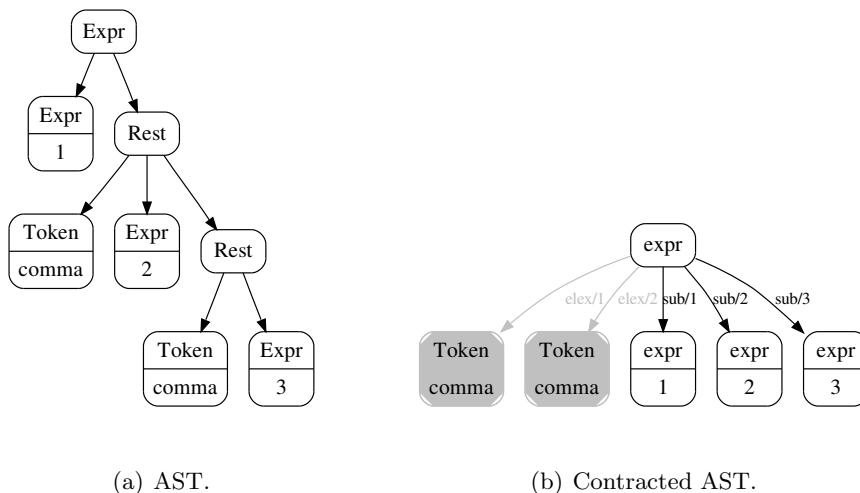 Expr
Expr
1
Rest
Token
comma
Expr
2
Rest
Token
comma
Expr
3
(a) AST.
expr
elex/1 elex/2 sub/1 sub/2 sub/3
Token
comma
Token
comma
expr
1
expr
2
expr
3
(b) Contracted AST.